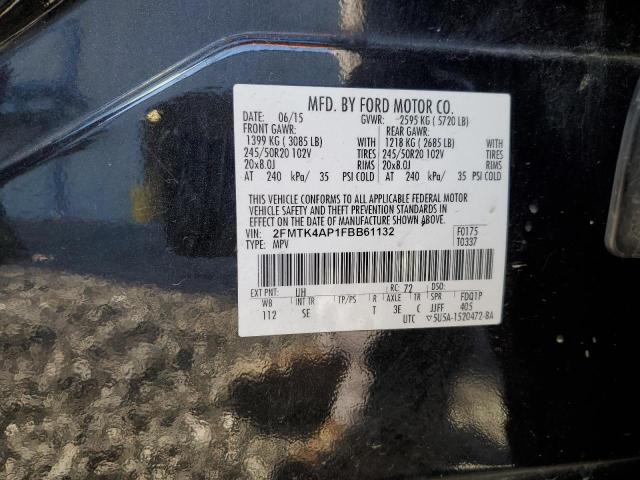 MFD. BY FORD MOTOR CO.
DATE: 06/15 GVWR: 2595 KG ( 5720 LB)
FRONT GAWR: REAR GAWR:
1399 KG ( 3085 LB) WITH 1218 KG ( 2685 LB) WITH
245/50R20 102V TIRES 245/50R20 102V TIRES
20x8.0J RIMS 20x8.0J RIMS
AT 240 kPa/ 35 PSI COLD AT 240 kPa/ 35 PSI COLD
THIS VEHICLE CONFORMS TO ALL APPLICABLE FEDERAL MOTOR
VEHICLE SAFETY AND THEFT PREVENTION STANDARDS IN
EFFECT ON THE DATE OF MANUFACTURE SHOWN ABOVE.
VIN: 2FMTK4AP1FBB61132 F0175
TYPE: MPV T0337
EXT PNT: UH RC: 72 DSO:
WB INT TR TP/PS R AXLE TR SPR FDQ1P
112 SE T 3E C JJFF 405
UTC ▽5U5A-1520472-BA